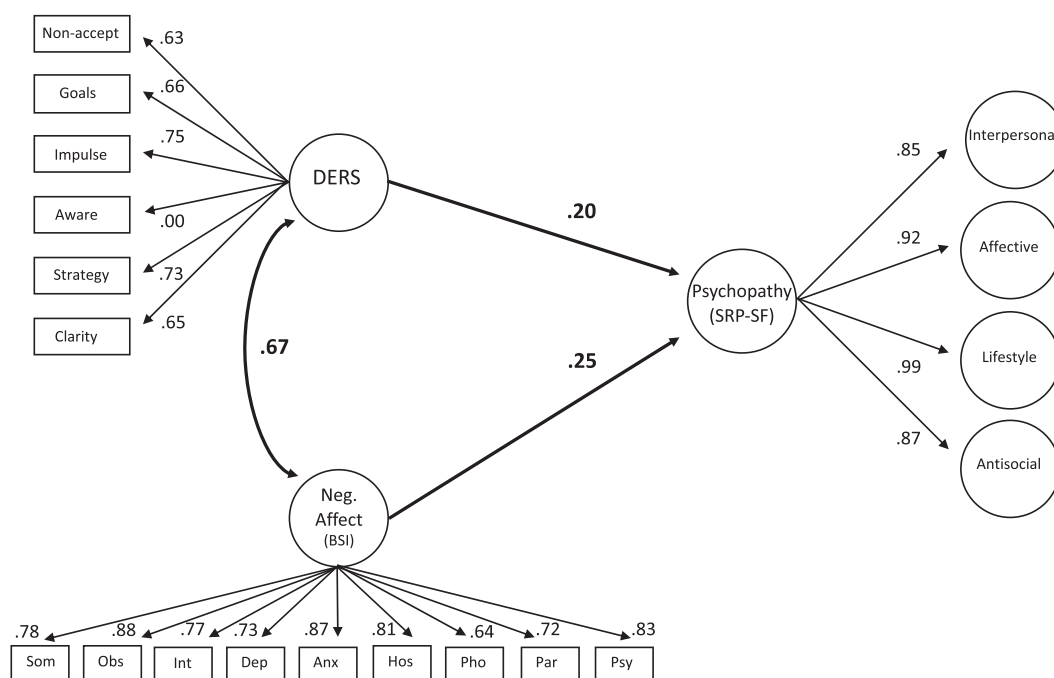 Non-accept
.63
Goals
.66
Impulse
.75
Aware
.00
Strategy
.73
Clarity
.65
DERS
.20
.67
.25
Psychopathy
(SRP-SF)
.85
Interpersona
.92
Affective
.99
Lifestyle
.87
Antisocial
Neg.
Affect
(BSI)
.78
.88
.77
.73
.87
.81
.64
.72
.83
Som
Obs
Int
Dep
Anx
Hos
Pho
Par
Psy